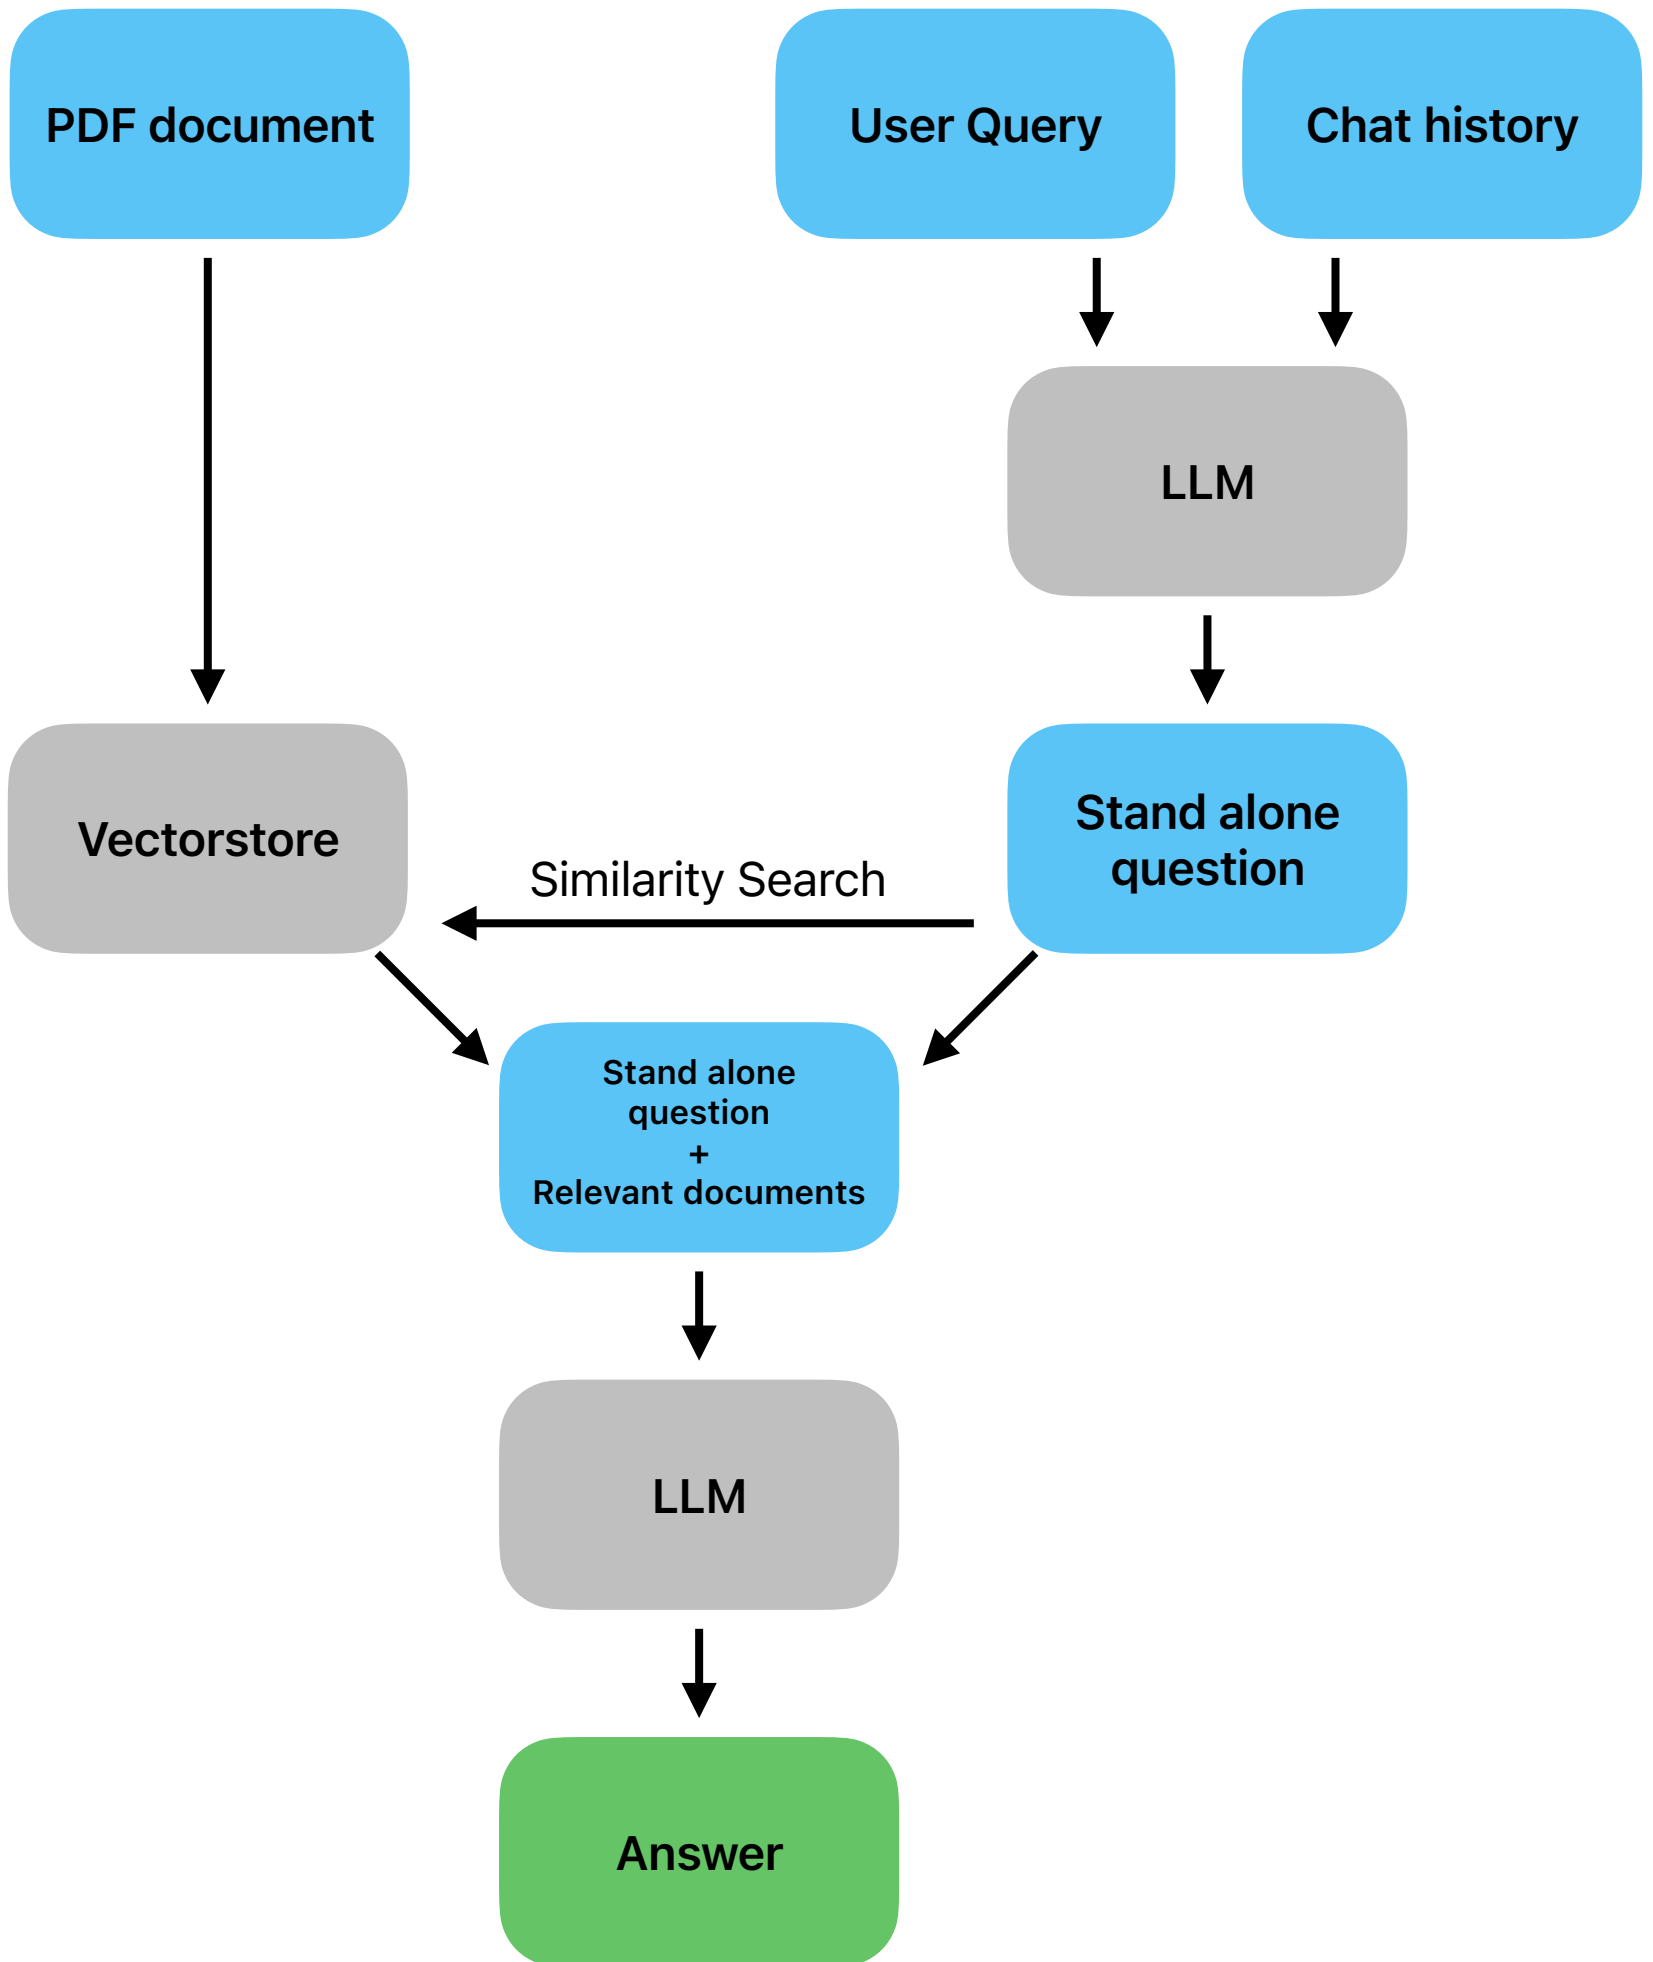 PDF document
User Query
Chat history
LLM
Vectorstore
Similarity Search
Stand alone
question
Stand alone
question
+
Relevant documents
LLM
Answer